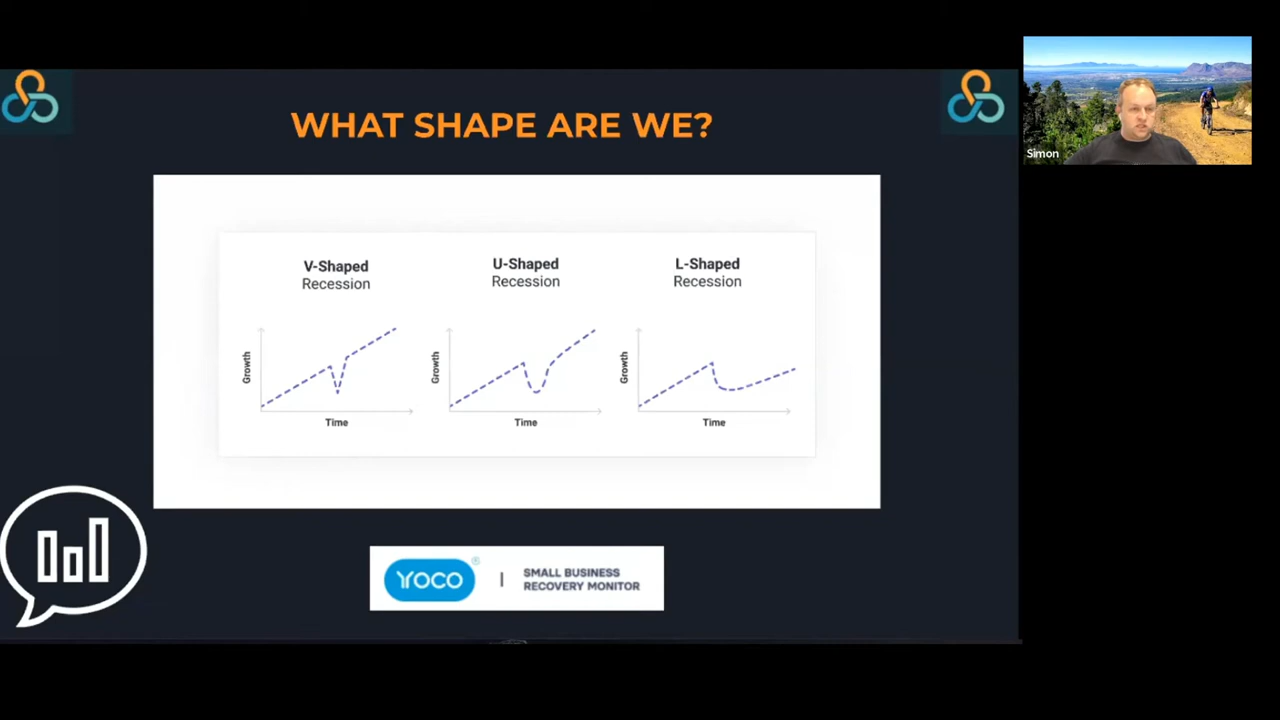 WHAT SHAPE ARE WE?
Simon
V-Shaped
Recession
U-Shaped
Recession
L-Shaped
Recession
Growth
Time
Growth
Time
Growth
Time
YOCO
®
|
SMALL BUSINESS
RECOVERY MONITOR